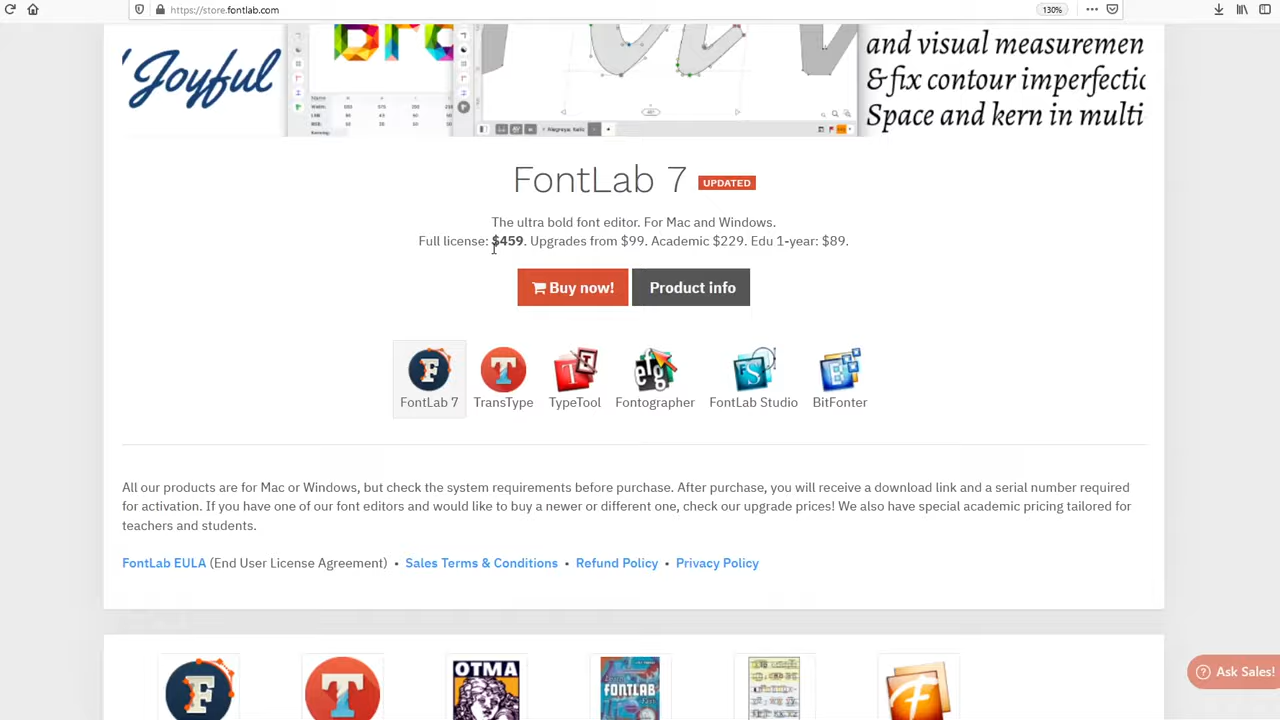 https://store.fontlab.com
130%
Joyful
and visual measuremen
& fix contour imperfectic
Space and kern in multi
FontLab 7 UPDATED
The ultra bold font editor. For Mac and Windows.
Full license: $459. Upgrades from $99. Academic $229. Edu 1-year: $89.
Buy now! Product info
FontLab 7 TransType TypeTool Fontographer FontLab Studio BitFonter
All our products are for Mac or Windows, but check the system requirements before purchase. After purchase, you will receive a download link and a serial number required
for activation. If you have one of our font editors and would like to buy a newer or different one, check our upgrade prices! We also have special academic pricing tailored for
teachers and students.
FontLab EULA (End User License Agreement) • Sales Terms & Conditions • Refund Policy • Privacy Policy
OTMA
FONTLAB
Ask Sales!